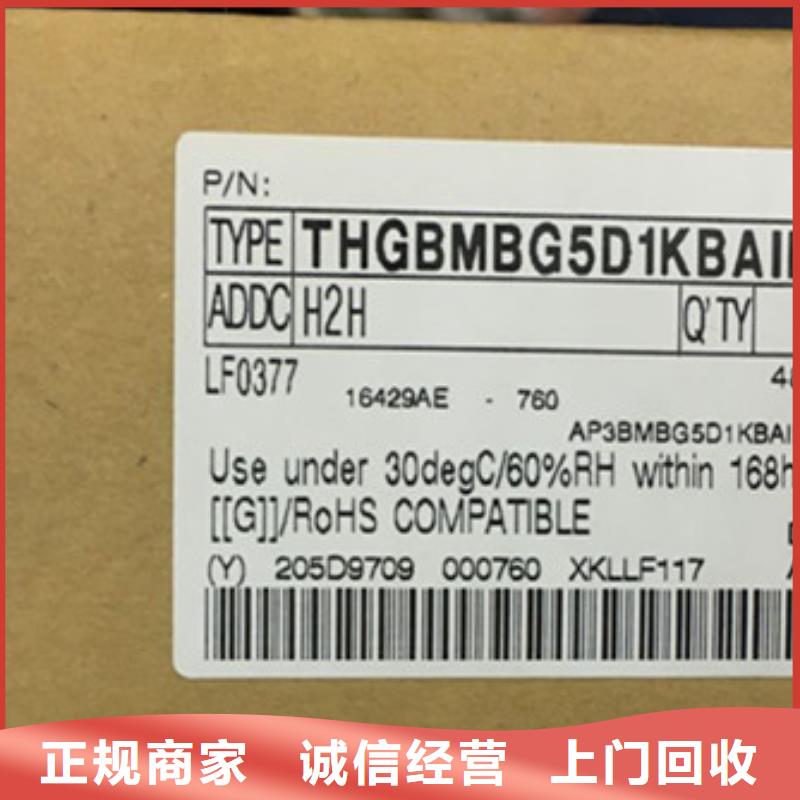 P/N:
TYPE THGBMBG5D1KBAI
ADDC H2H Q'TY
LF0377 48
16429AE - 760
AP3BMBG5D1KBAI
Use under 30degC/60%RH within 168h
[[G]]/RoHS COMPATIBLE
(Y) 205D9709 000760 XKLLF117
正规商家 诚信经营 上门回收